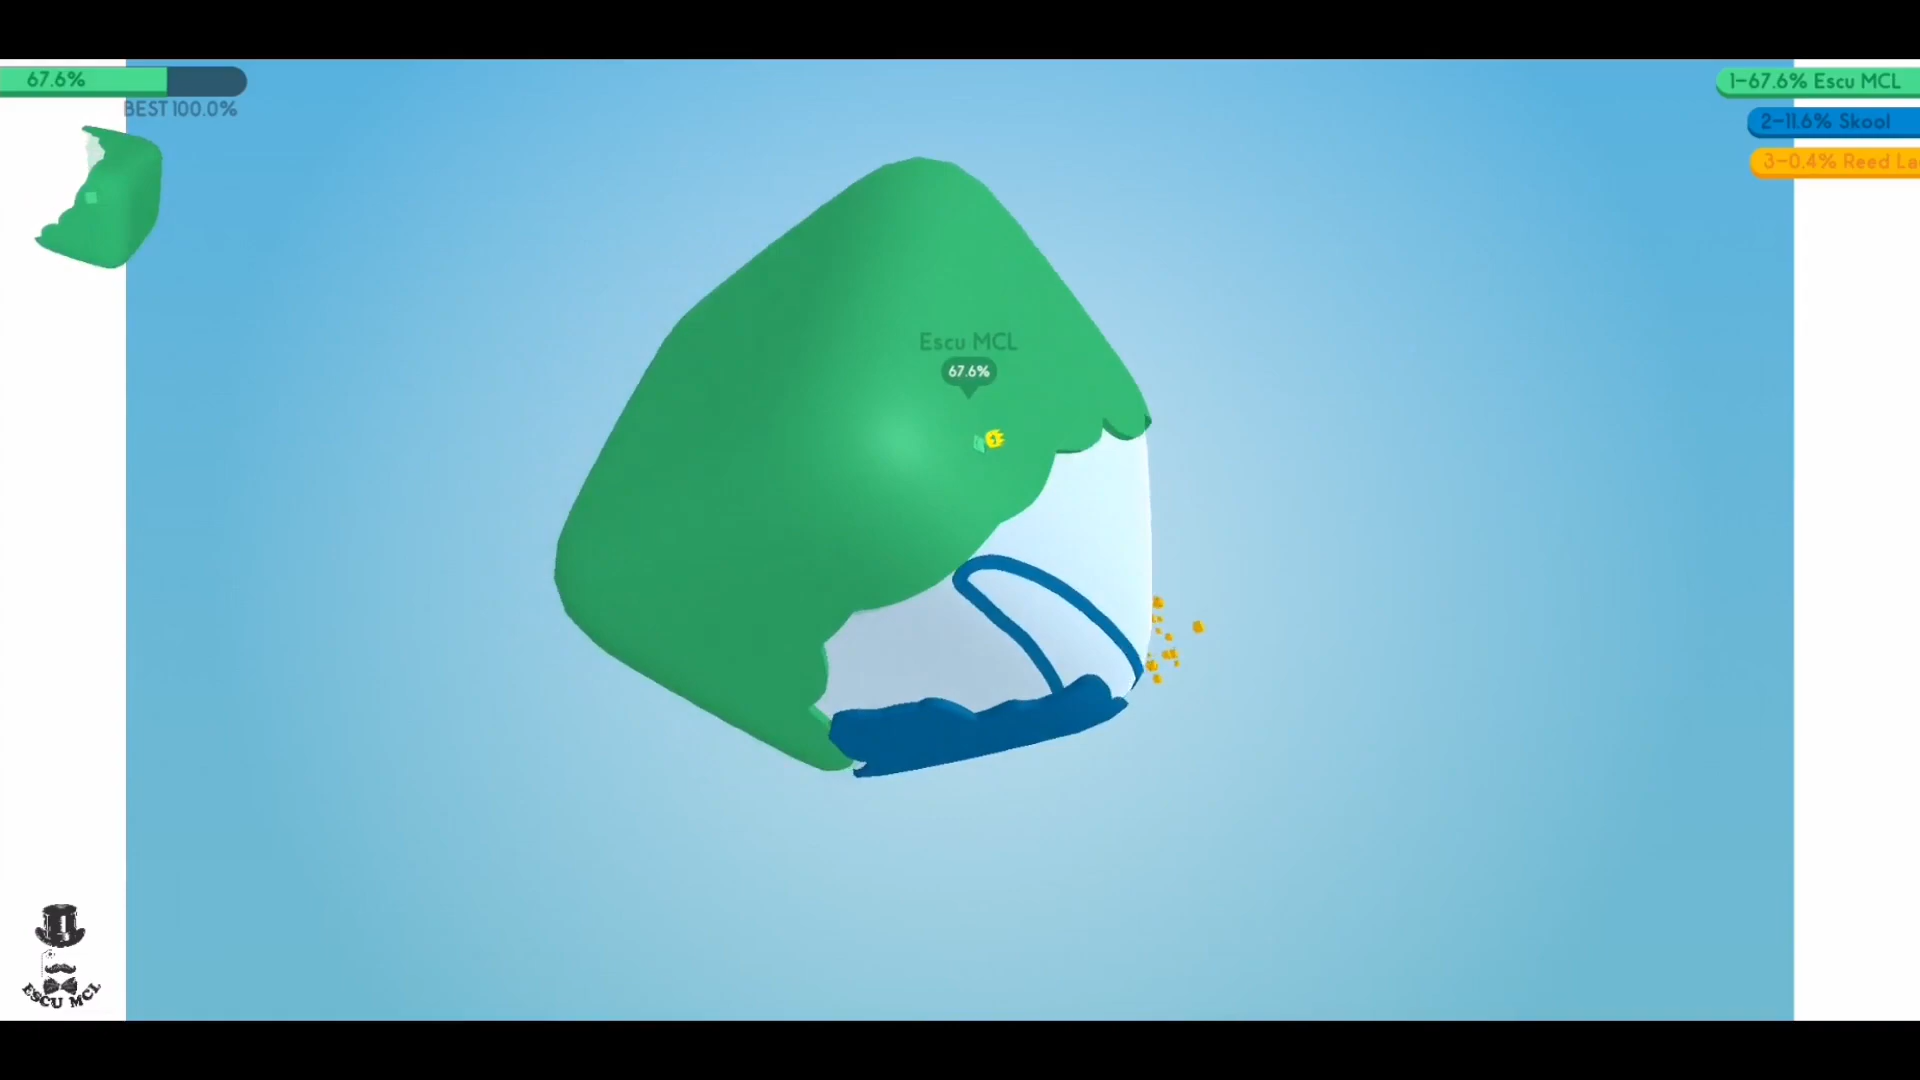 67.6%
BEST 100.0%
1-67.6% Escu MCL
2-11.6% Skool
3-0.4% Reed La
Escu MCL
67.6%
1
ESCU MCL